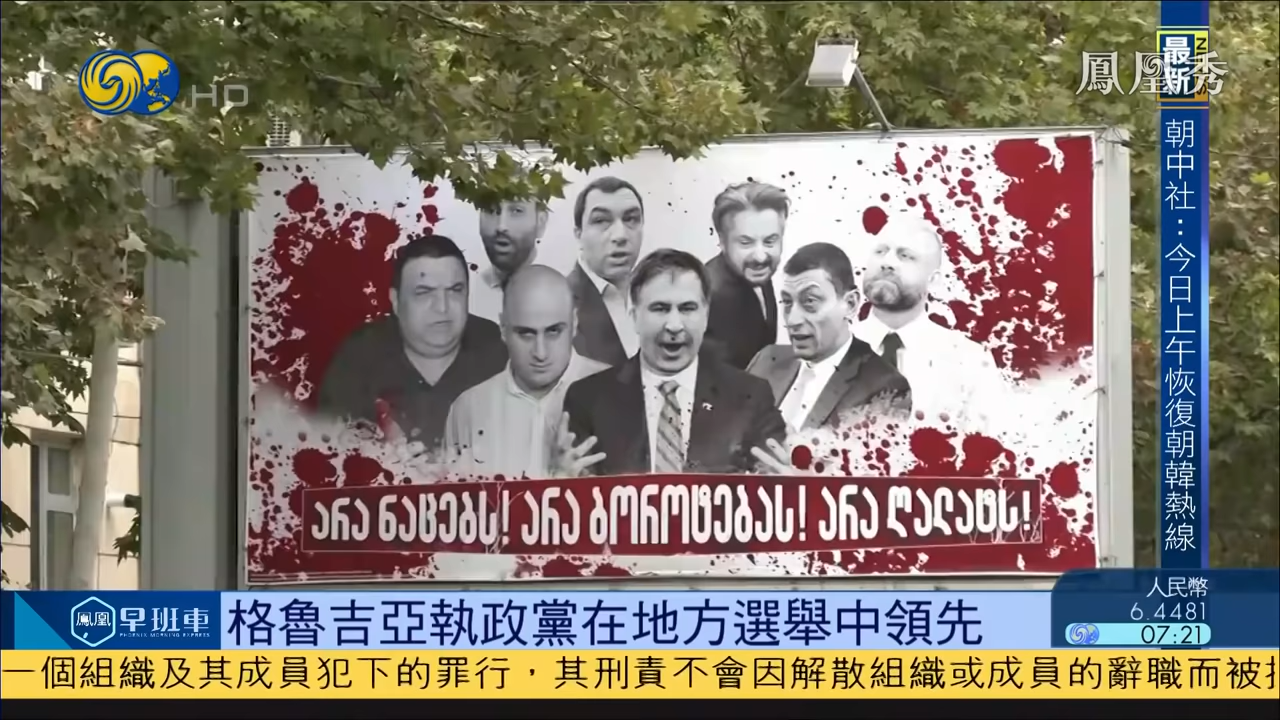 HD
鳳凰秀
最新
朝中社：今日上午恢復朝韓熱線
არა ნაცებს! არა ბოროტებას! არა ღალატს!
鳳凰 早班車
PHOENIX MORNING EXPRESS
格魯吉亞執政黨在地方選舉中領先
人民幣
6.4481
07:21
一個組織及其成員犯下的罪行，其刑責不會因解散組織或成員的辭職而被